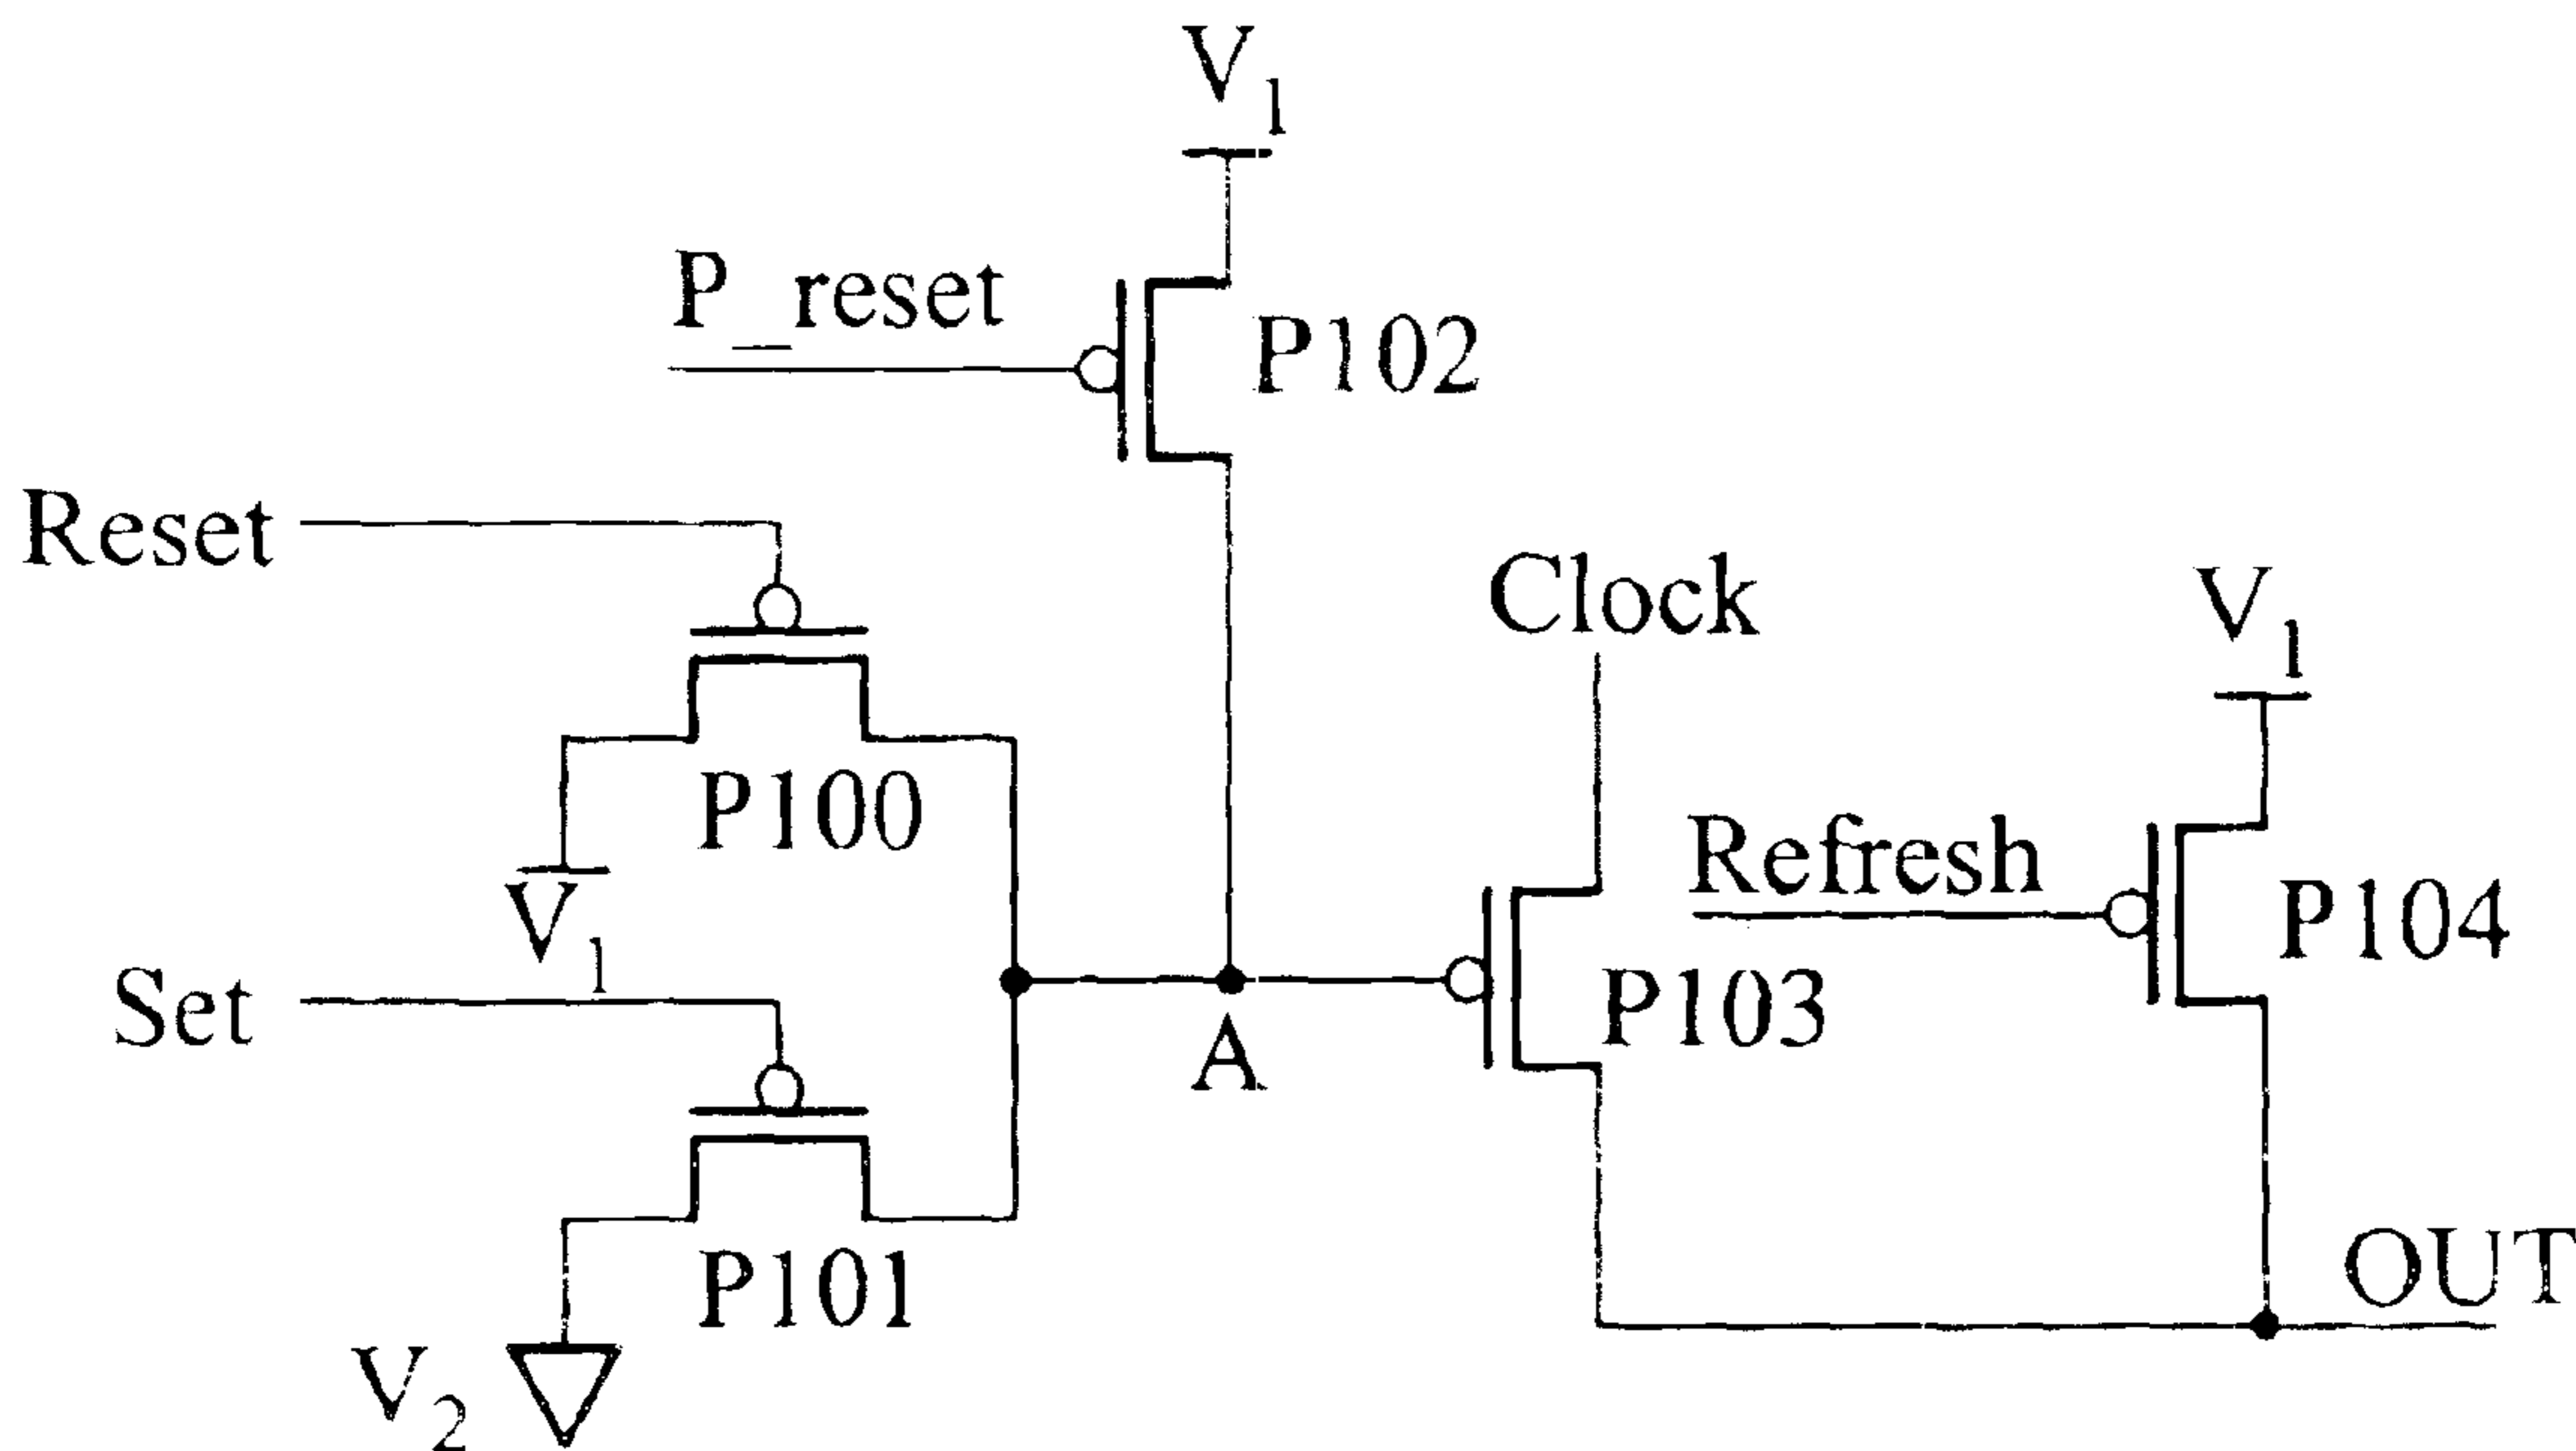 V1
P_reset
P102
Reset
Clock
V1
P100
Refresh
V1
P104
Set
P103
A
P101
OUT
V2